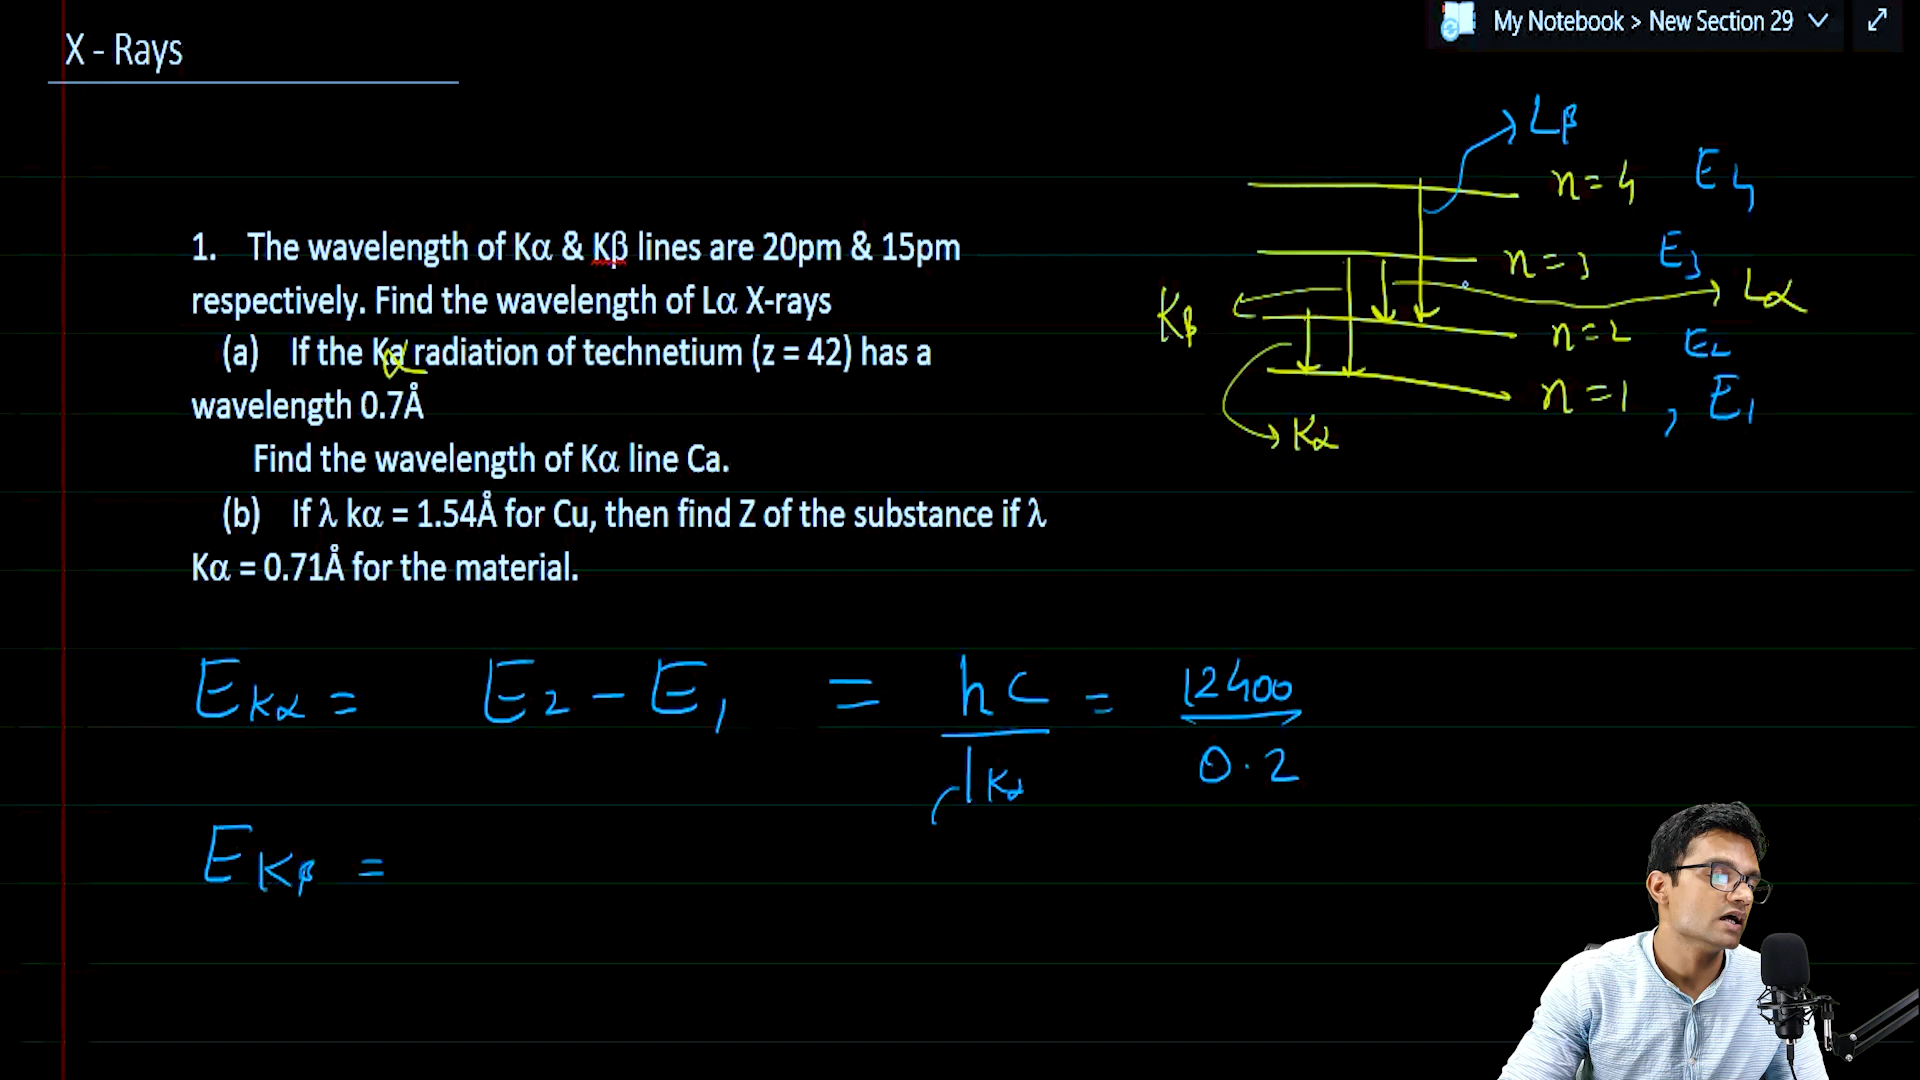 My Notebook > New Section 29
X - Rays
Lβ
n=4 E4
n=3 E3
Lα
Kβ
n=2 E2
n=1, E1
Kα
1. The wavelength of Kα & Kβ lines are 20pm & 15pm
respectively. Find the wavelength of Lα X-rays
(a) If the Kα radiation of technetium (z = 42) has a
wavelength 0.7Å
Find the wavelength of Kα line Ca.
(b) If λ kα = 1.54Å for Cu, then find Z of the substance if λ
Kα = 0.71Å for the material.
EKα = E2 - E1 = hc = 12400
λKα 0.2
EKβ =